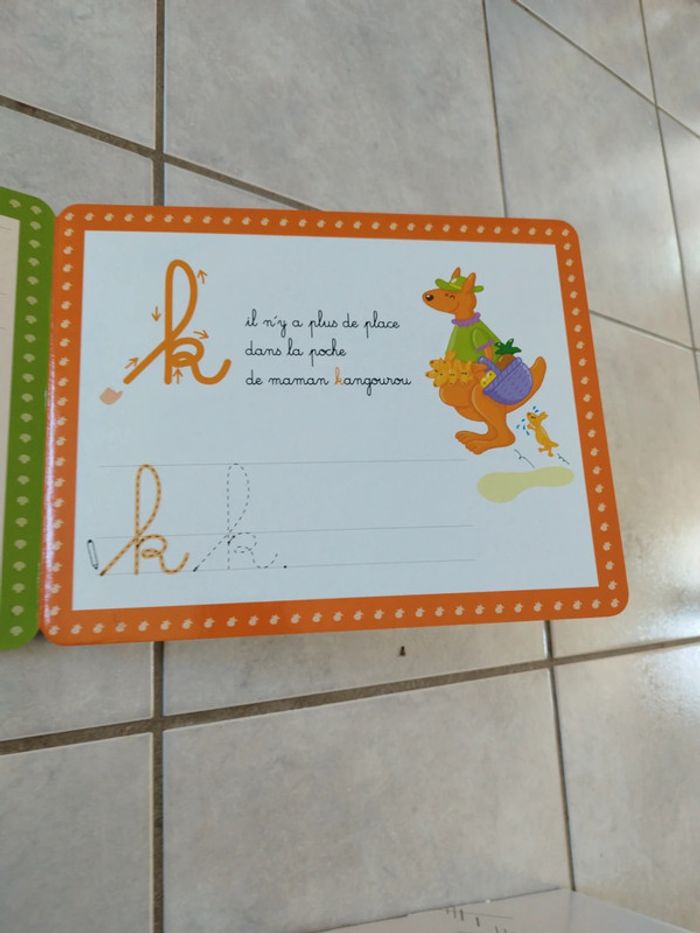 k
il n'y a plus de place
dans la poche
de maman kangourou
k k